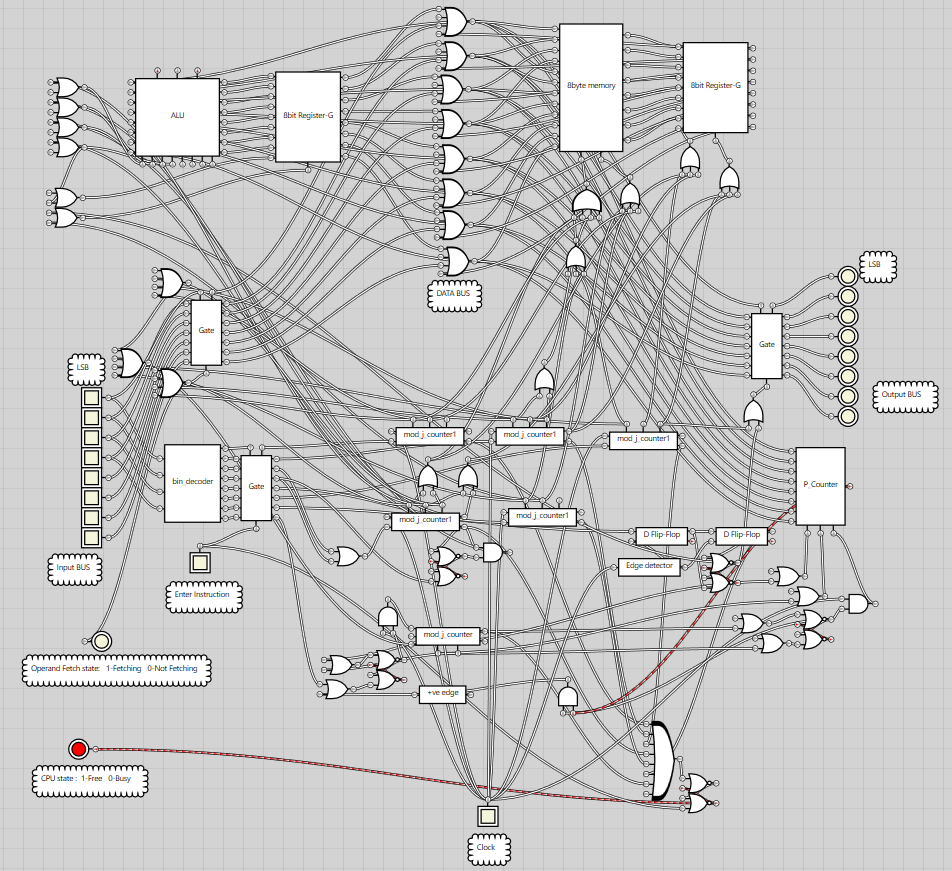 ALU
8bit Register-G
8byte memory
8bit Register-G
DATA BUS
LSB
Gate
Gate
LSB
Output BUS
mod_j_counter1
mod_j_counter1
mod_j_counter1
bin_decoder
Gate
P_Counter
mod_j_counter1
mod_j_counter1
D Flip-Flop
D Flip-Flop
Input BUS
Enter Instruction
Edge detector
mod_j_counter
Operand Fetch state: 1-Fetching 0-Not Fetching
+ve edge
CPU state : 1-Free 0-Busy
Clock